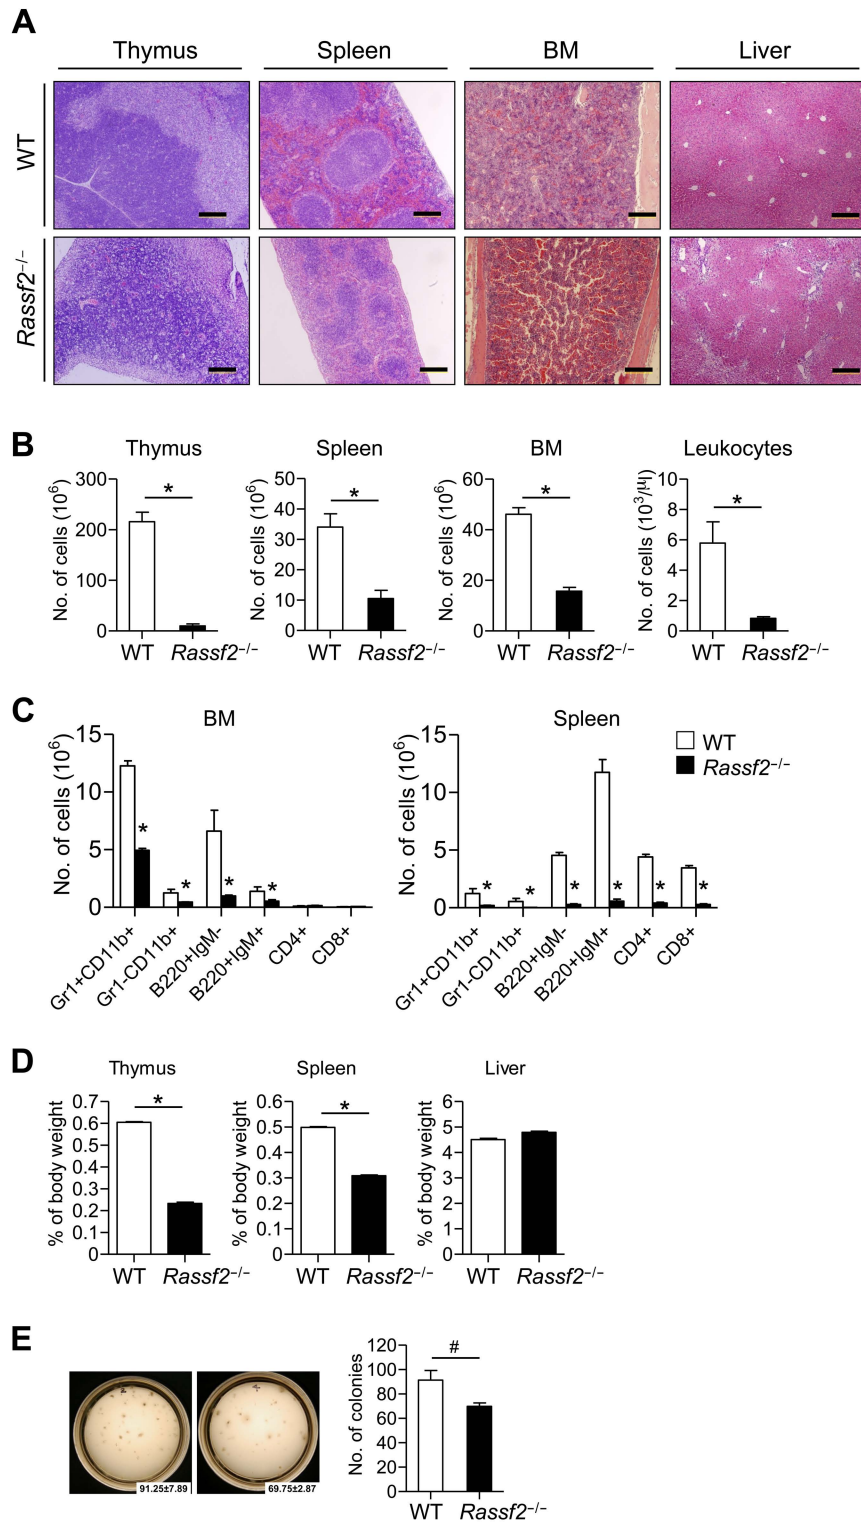 A
Thymus Spleen BM Liver
WT
Rassf2−/−
B
Thymus Spleen BM Leukocytes
No. of cells (10⁶)
300
200
100
0
WT Rassf2−/−
*
No. of cells (10⁶)
50
40
30
20
10
0
WT Rassf2−/−
*
No. of cells (10⁶)
60
40
20
0
WT Rassf2−/−
*
No. of cells (10³/µl)
10
8
6
4
2
0
WT Rassf2−/−
*
C
BM
No. of cells (10⁶)
15
10
5
0
* * * *
Gr1+CD11b+
Gr1-CD11b+
B220+IgM-
B220+IgM+
CD4+
CD8+
Spleen
No. of cells (10⁶)
15
10
5
0
* * * * * *
Gr1+CD11b+
Gr1-CD11b+
B220+IgM-
B220+IgM+
CD4+
CD8+
WT
Rassf2−/−
D
Thymus Spleen Liver
% of body weight
0.7
0.6
0.5
0.4
0.3
0.2
0.1
0
*
WT Rassf2−/−
% of body weight
0.6
0.5
0.4
0.3
0.2
0.1
0
*
WT Rassf2−/−
% of body weight
6
5
4
3
2
1
0
WT Rassf2−/−
E
91.25±7.89
69.75±2.87
No. of colonies
120
100
80
60
40
20
0
#
WT Rassf2−/−